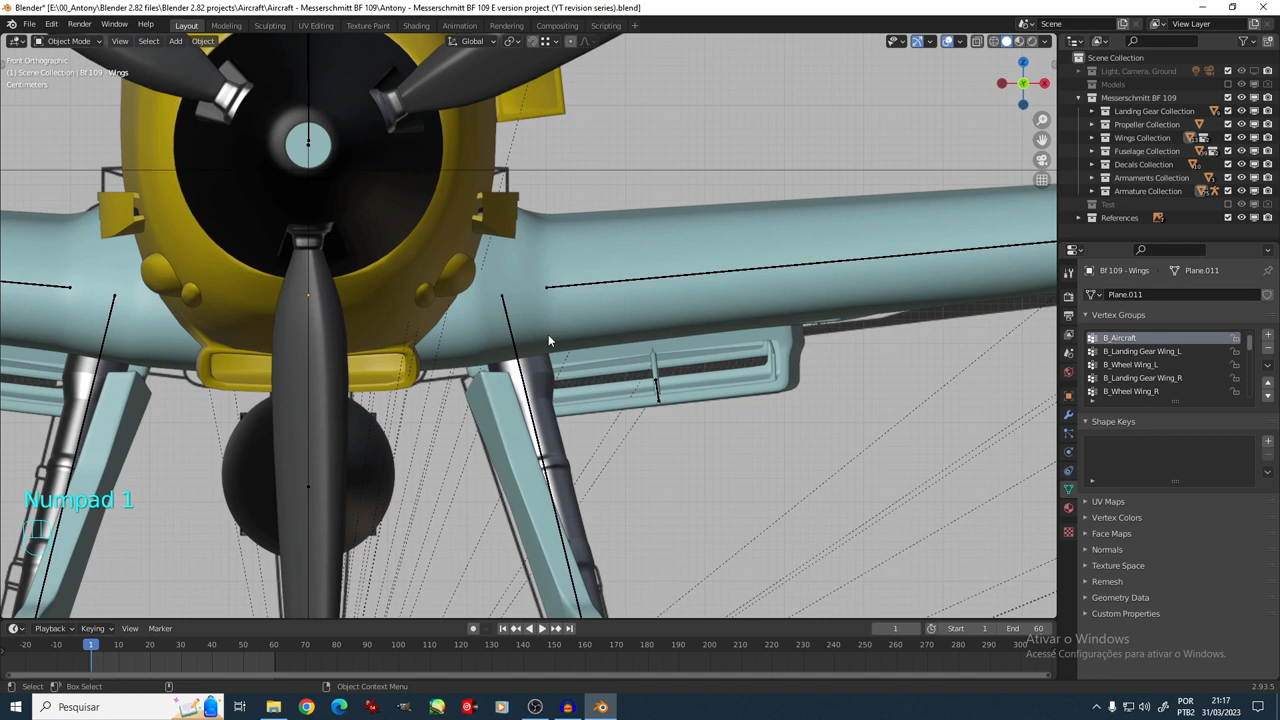 Blender* [E:\00_Antony\Blender 2.82 files\Blender 2.82 projects\Aircraft\Aircraft - Messerschmitt BF 109\Antony - Messerschmitt BF 109 E version project (YT revision series).blend]
File Edit Render Window Help Layout Modeling Sculpting UV Editing Texture Paint Shading Animation Rendering Compositing Geometry Nodes Scripting + Scene View Layer
Object Mode View Select Add Object Global
Front Orthographic
(1) Scene Collection | Bf 109 - Wings
Centimeters
Z
X
Y
Numpad 1
Scene Collection
Light, Camera, Ground
Models
Messerschmitt BF 109
Landing Gear Collection
Propeller Collection
Wings Collection
Fuselage Collection
Decals Collection
Armaments Collection
Armature Collection
Test
References
Bf 109 - Wings Plane.011
Plane.011
Vertex Groups
B_Aircraft
B_Landing Gear Wing_L
B_Wheel Wing_L
B_Landing Gear Wing_R
B_Wheel Wing_R
Shape Keys
UV Maps
Vertex Colors
Face Maps
Normals
Texture Space
Remesh
Geometry Data
Custom Properties
Playback Keying View Marker 1 Start 1 End 60
-20 -10 1 10 20 30 40 50 60 70 80 90 100 110 120 130 140 150 160 170 180 190 200 210 220 230 240 250 260 270 280 290 300
Ativar o Windows
Acesse Configurações para ativar o Windows.
Select Box Select Object Context Menu 2.93.5
Pesquisar
POR
PTB2
21:17
31/03/2023